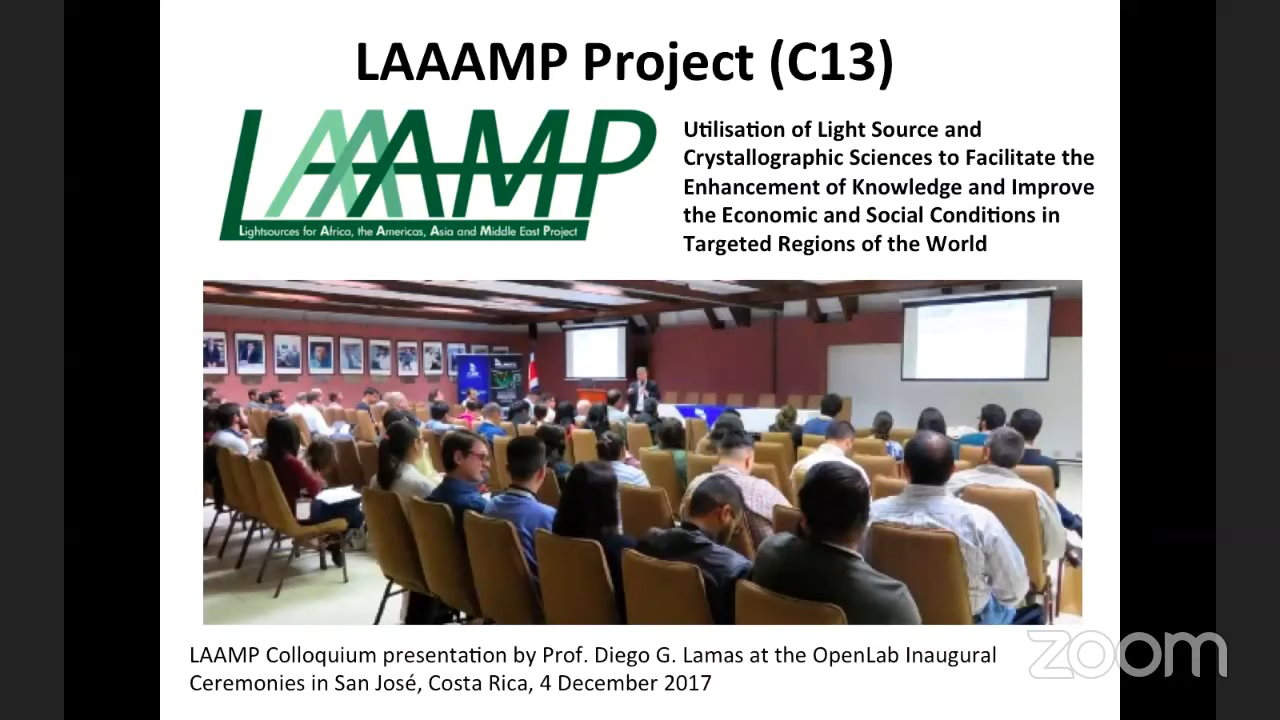 LAAAMP Project (C13)
LAAAMP
Lightsources for Africa, the Americas, Asia and Middle East Project
Utilisation of Light Source and
Crystallographic Sciences to Facilitate the
Enhancement of Knowledge and Improve
the Economic and Social Conditions in
Targeted Regions of the World
LAAMP Colloquium presentation by Prof. Diego G. Lamas at the OpenLab Inaugural
Ceremonies in San José, Costa Rica, 4 December 2017
zoom